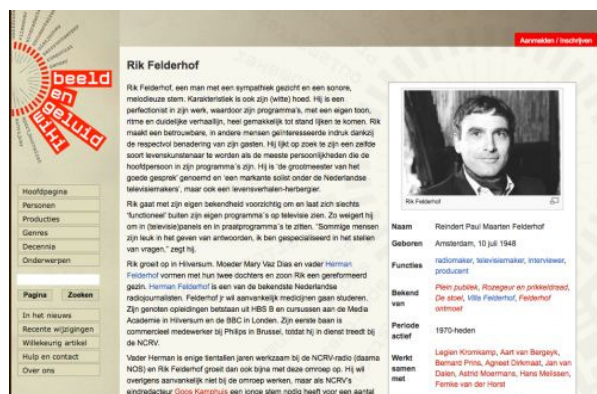 Aanmelden / Inschrijven
beeld
en
geluid
wiki
Hoofdpagina
Personen
Producties
Genres
Decennia
Onderwerpen
Pagina Zoeken
In het nieuws
Recente wijzigingen
Willekeurig artikel
Hulp en contact
Over ons
Rik Felderhof
Rik Felderhof, een man met een sympathiek gezicht en een sonore,
melodieuze stem. Karakteristiek is ook zijn (witte) hoed. Hij is een
perfectionist in zijn werk, waardoor zijn programma's, met een eigen toon,
ritme en duidelijke verhaallijn, heel gemakkelijk tot stand lijken te komen. Rik
maakt een betrouwbare, in andere mensen geïnteresseerde indruk dankzij
de respectvol benadering van zijn gasten. Hij lijkt op zoek te zijn een zelfde
soort levenskunstenaar te worden als de meeste persoonlijkheden die de
hoofdpersoon in zijn programma's zijn. Hij is 'de grootmeester van het
goede gesprek' genoemd en 'een markante solist onder de Nederlandse
televisiemakers', maar ook een levensverhalen-herbergier.
Rik gaat met zijn eigen bekendheid voorzichtig om en laat zich slechts
'functioneel' buiten zijn eigen programma's op televisie zien. Zo weigert hij
om in (televisie)panels en in praatprogramma's te zitten. "Sommige mensen
zijn leuk in het geven van antwoorden, ik ben gespecialiseerd in het stellen
van vragen," zegt hij.
Rik groeit op in Hilversum. Moeder Mary Vaz Dias en vader Herman
Felderhof vormen met hun twee dochters en zoon Rik een gereformeerd
gezin. Herman Felderhof is een van de bekendste Nederlandse
radiojournalisten. Felderhof jr wil aanvankelijk medicijnen gaan studeren.
Zijn genoten opleidingen bestaan uit HBS B en cursussen aan de Media
Academie in Hilversum en de BBC in Londen. Zijn eerste baan is
commercieel medewerker bij Philips in Brussel, totdat hij in dienst treedt bij
de NCRV.
Vader Herman is enige tientallen jaren werkzaam bij de NCRV-radio (daarna
NOS) en Rik Felderhof groeit dan ook bijna met deze omroep op. Hij wil
overigens aanvankelijk niet bij de omroep werken, maar als NCRV's
eindredacteur Goos Kamphuis een jonge stem nodig heeft voor een aantal
Rik Felderhof
Naam Reindert Paul Maarten Felderhof
Geboren Amsterdam, 10 juli 1948
Functies radiomaker, televisiemaker, interviewer,
producent
Bekend van Plein publiek, Rozegeur en prikkeldraad,
De stoel, Villa Felderhof, Felderhof
ontmoet
Periode actief 1970-heden
Werkt samen met Legien Kromkamp, Aart van Bergeyk,
Bernard Prins, Agneet Dirkmaat, Jan van
Dalen, Astrid Moermans, Hans Melissen,
Femke van der Horst